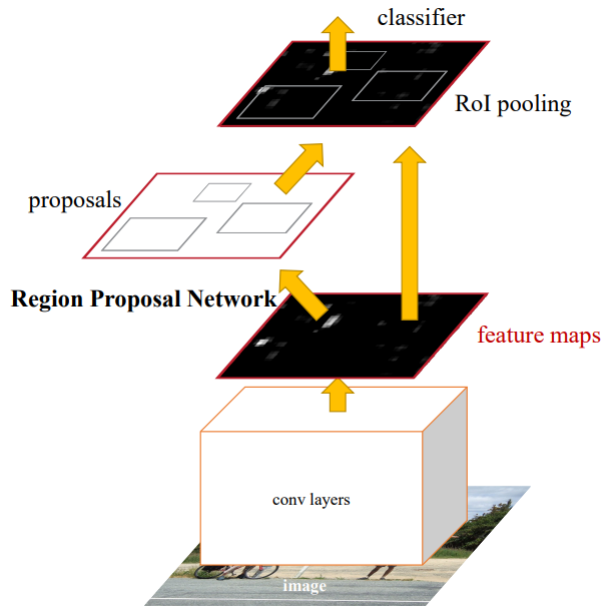 classifier
RoI pooling
proposals
Region Proposal Network
feature maps
conv layers
image